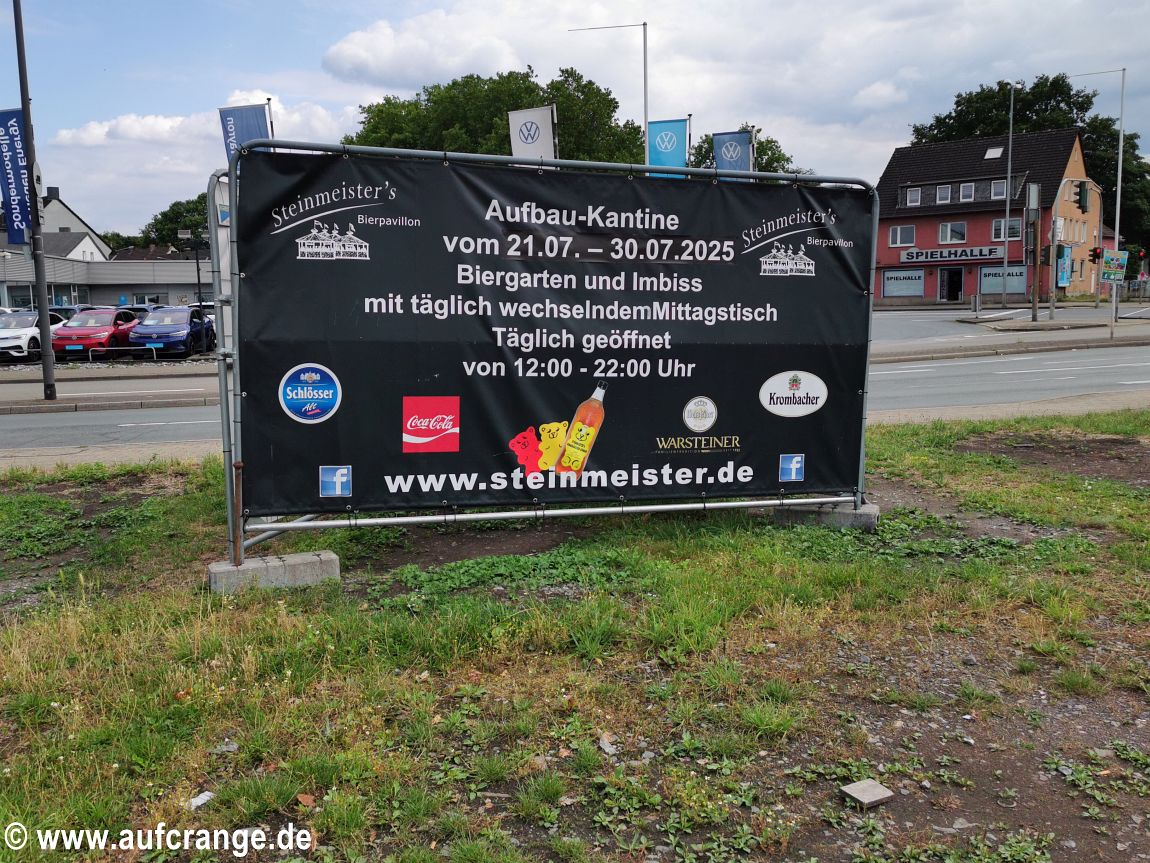 Sondermodelle
Steinmeister's
Bierpavillon
Steinmeister's
Bierpavillon
Aufbau-Kantine
vom 21.07. – 30.07.2025
Biergarten und Imbiss
mit täglich wechselndemMittagstisch
Täglich geöffnet
von 12:00 - 22:00 Uhr
Schlösser
Alt
Coca-Cola
WARSTEINER
Krombacher
f
www.steinmeister.de
f
SPIELHALLE
SPIELHALLE
SPIELHALLE
© www.aufcrange.de